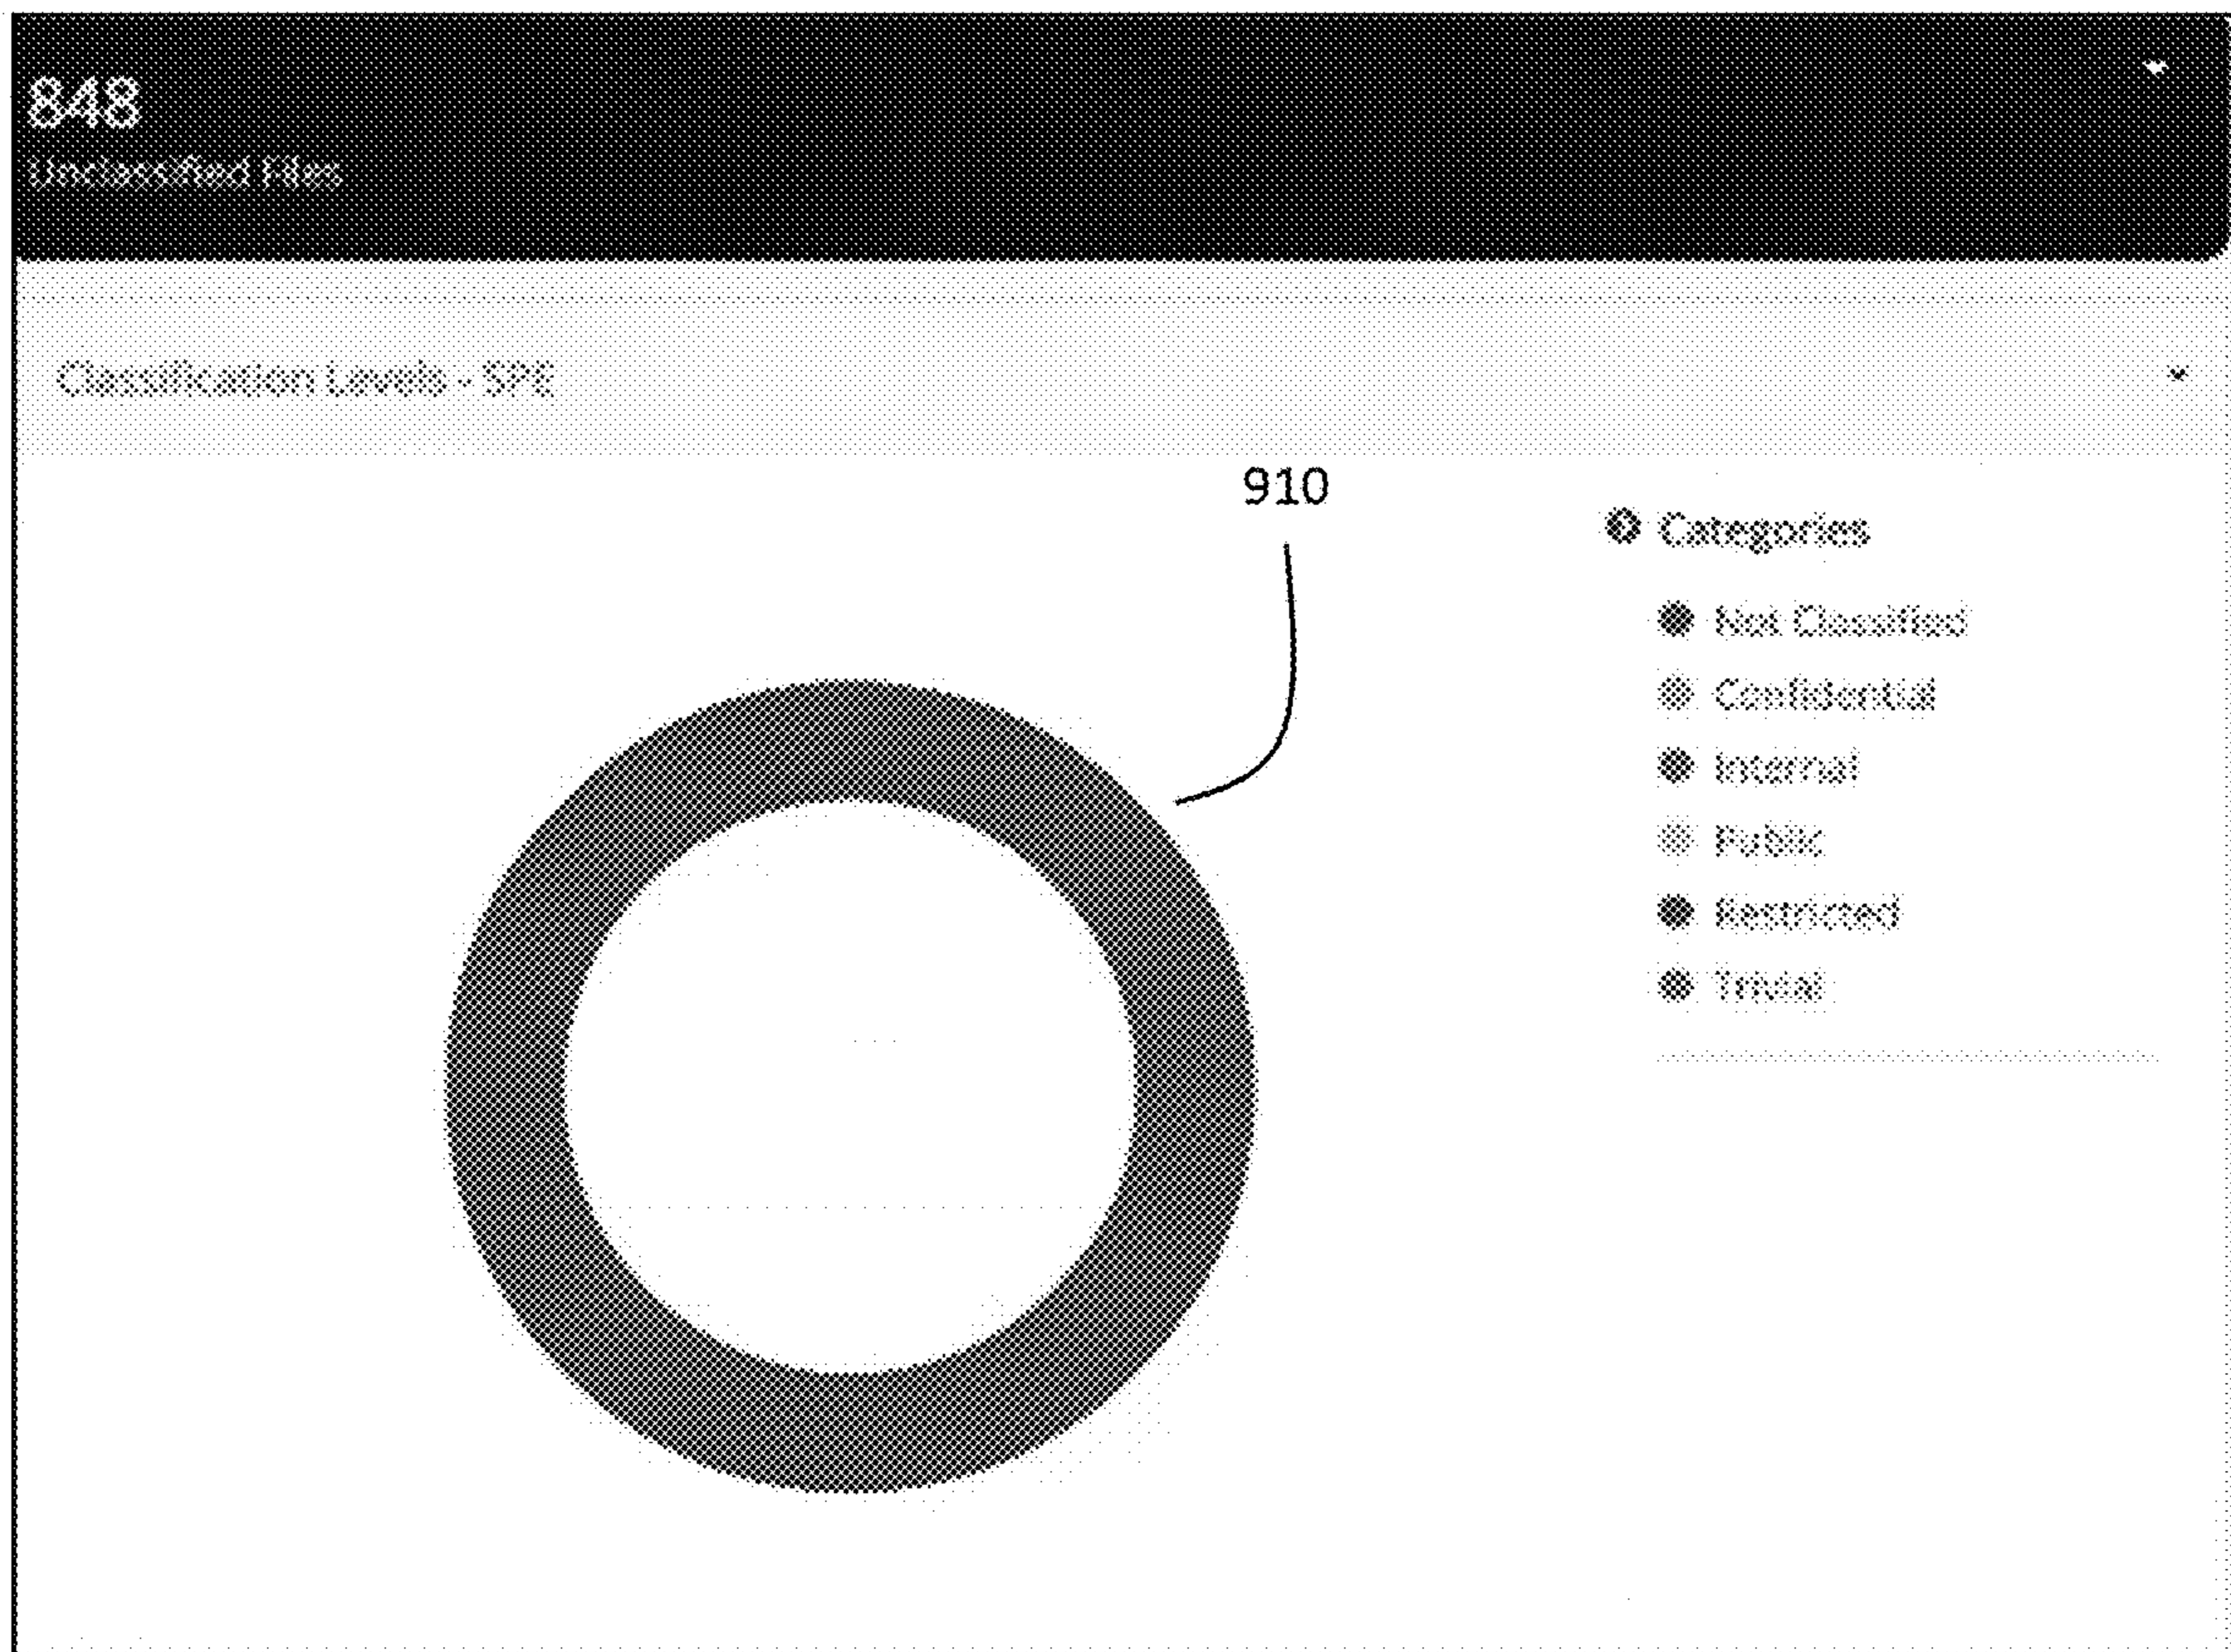 848
Unclassified Files
Classification Levels - SPE
910
Categories
Not Classified
Confidential
Internal
Public
Restricted
Trivial